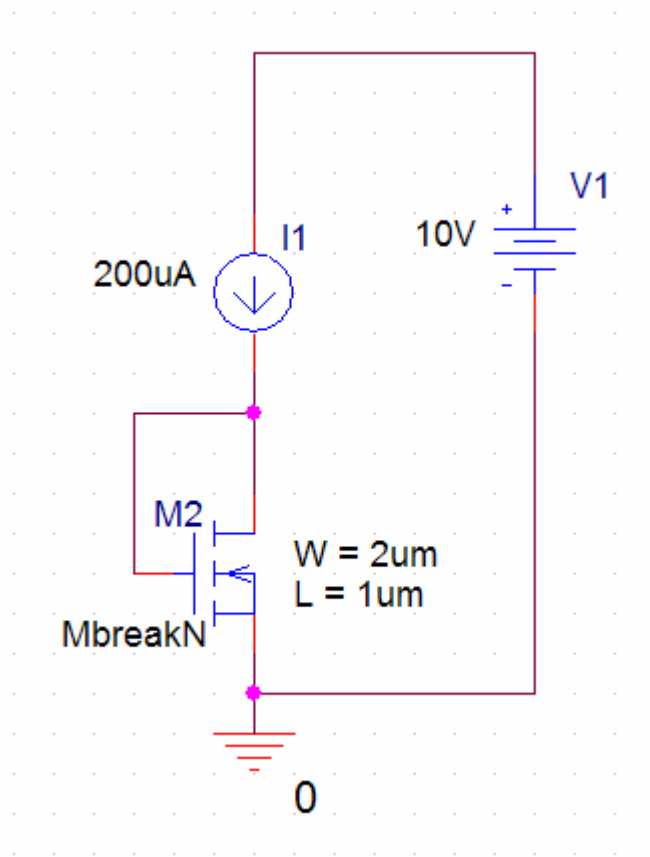 V1
I1
10V
+
-
200uA
M2
W = 2um
L = 1um
MbreakN
0